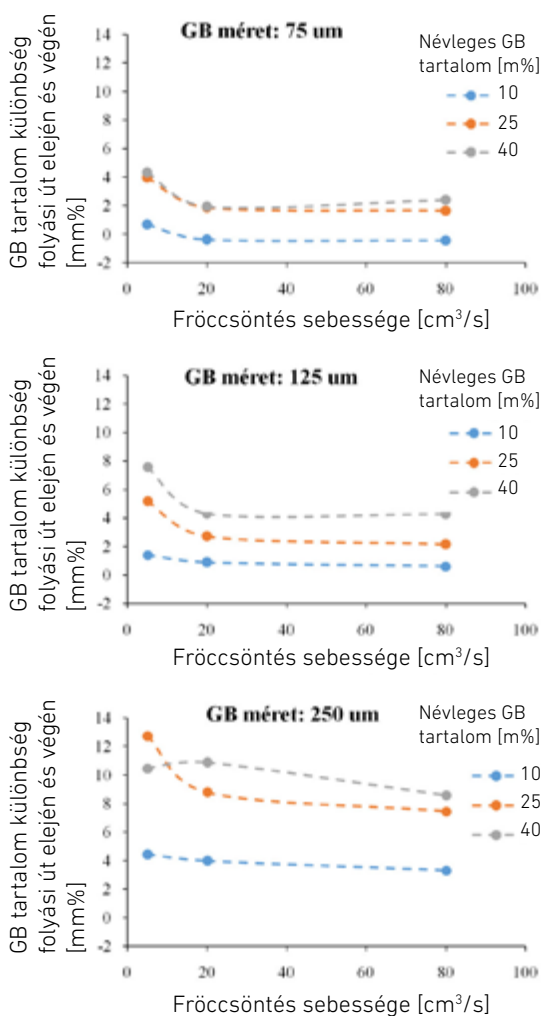 GB méret: 75 um
Névleges GB
tartalom [m%]
10
25
40
GB tartalom különbség
folyási út elején és végén
[mm%]
14
12
10
8
6
4
2
0
-2
0 20 40 60 80 100
Fröccsöntés sebessége [cm³/s]
GB méret: 125 um
Névleges GB
tartalom [m%]
10
25
40
GB tartalom különbség
folyási út elején és végén
[mm%]
14
12
10
8
6
4
2
0
-2
0 20 40 60 80 100
Fröccsöntés sebessége [cm³/s]
GB méret: 250 um
Névleges GB
tartalom [m%]
10
25
40
GB tartalom különbség
folyási út elején és végén
[mm%]
14
12
10
8
6
4
2
0
-2
0 20 40 60 80 100
Fröccsöntés sebessége [cm³/s]